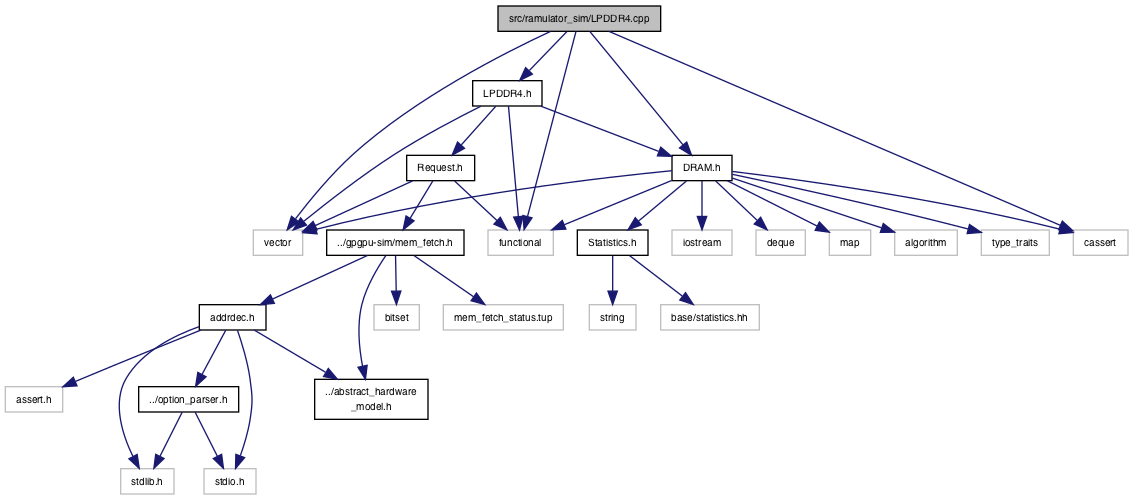 src/ramulator_sim/LPDDR4.cpp
LPDDR4.h
Request.h
DRAM.h
vector
../gpgpu-sim/mem_fetch.h
functional
Statistics.h
iostream
deque
map
algorithm
type_traits
cassert
addrdec.h
bitset
mem_fetch_status.tup
string
base/statistics.hh
assert.h
../option_parser.h
../abstract_hardware
_model.h
stdlib.h
stdio.h